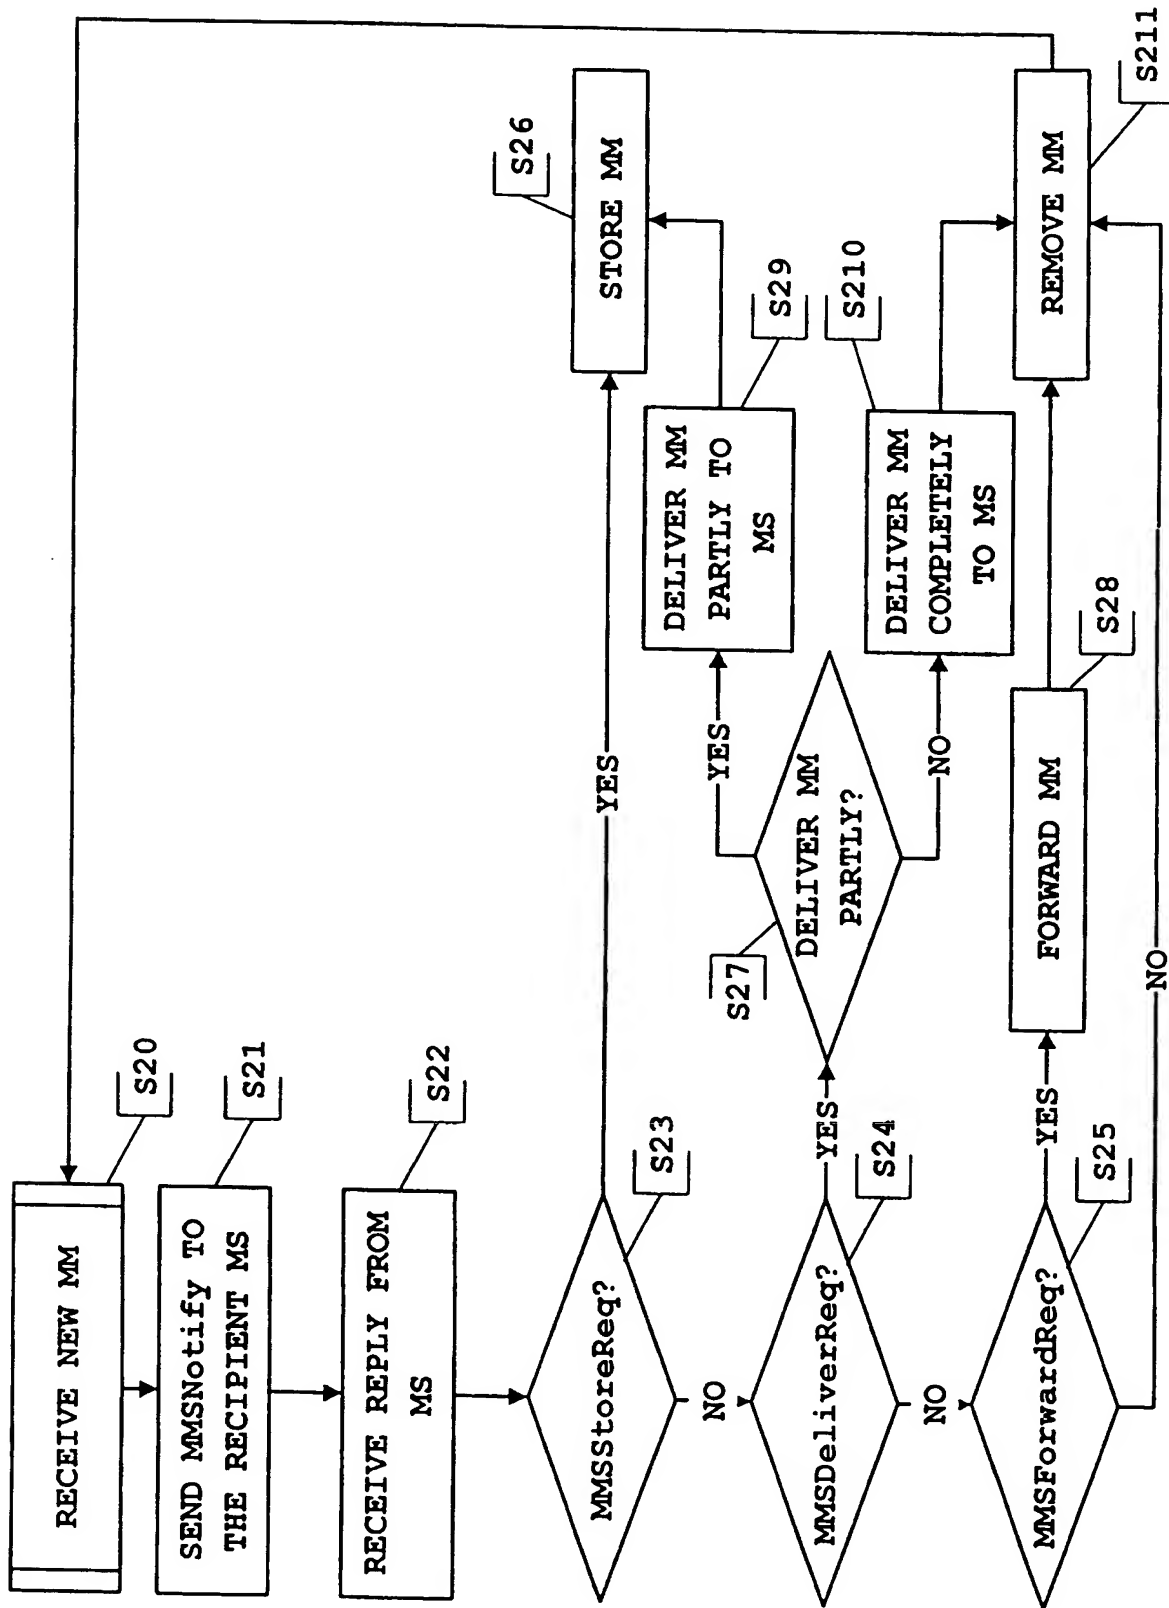 RECEIVE NEW MM
S20
SEND MMSNotify TO
THE RECIPIENT MS
S21
RECEIVE REPLY FROM
MS
S22
MMSStoreReq?
S23
YES
STORE MM
S26
NO
MMSDeliverReq?
S24
YES
DELIVER MM
PARTLY?
S27
YES
DELIVER MM
PARTLY TO
MS
S29
NO
DELIVER MM
COMPLETELY
TO MS
S210
NO
MMSForwardReq?
S25
YES
FORWARD MM
S28
REMOVE MM
S211
NO